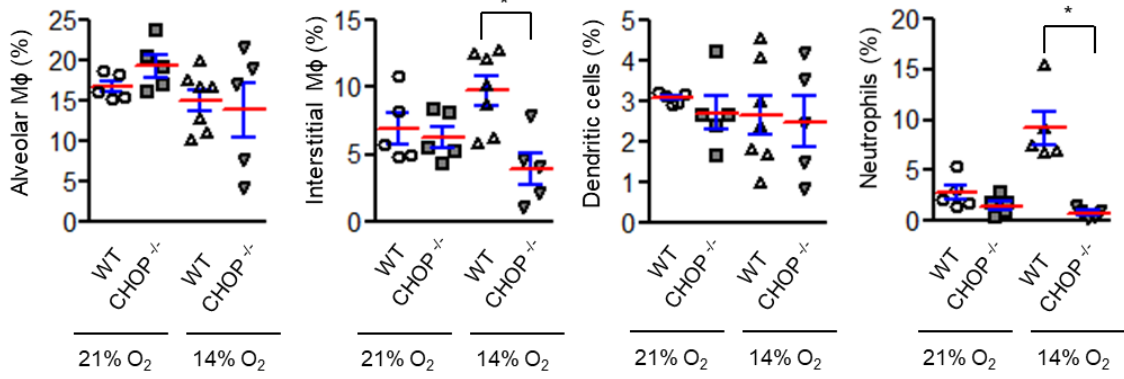 Alveolar Mϕ (%)
25
20
15
10
5
0
WT
CHOP-/-
WT
CHOP-/-
21% O2
14% O2
Interstitial Mϕ (%)
15
10
5
0
*
WT
CHOP-/-
WT
CHOP-/-
21% O2
14% O2
Dendritic cells (%)
5
4
3
2
1
0
WT
CHOP-/-
WT
CHOP-/-
21% O2
14% O2
Neutrophils (%)
20
15
10
5
0
*
WT
CHOP-/-
WT
CHOP-/-
21% O2
14% O2